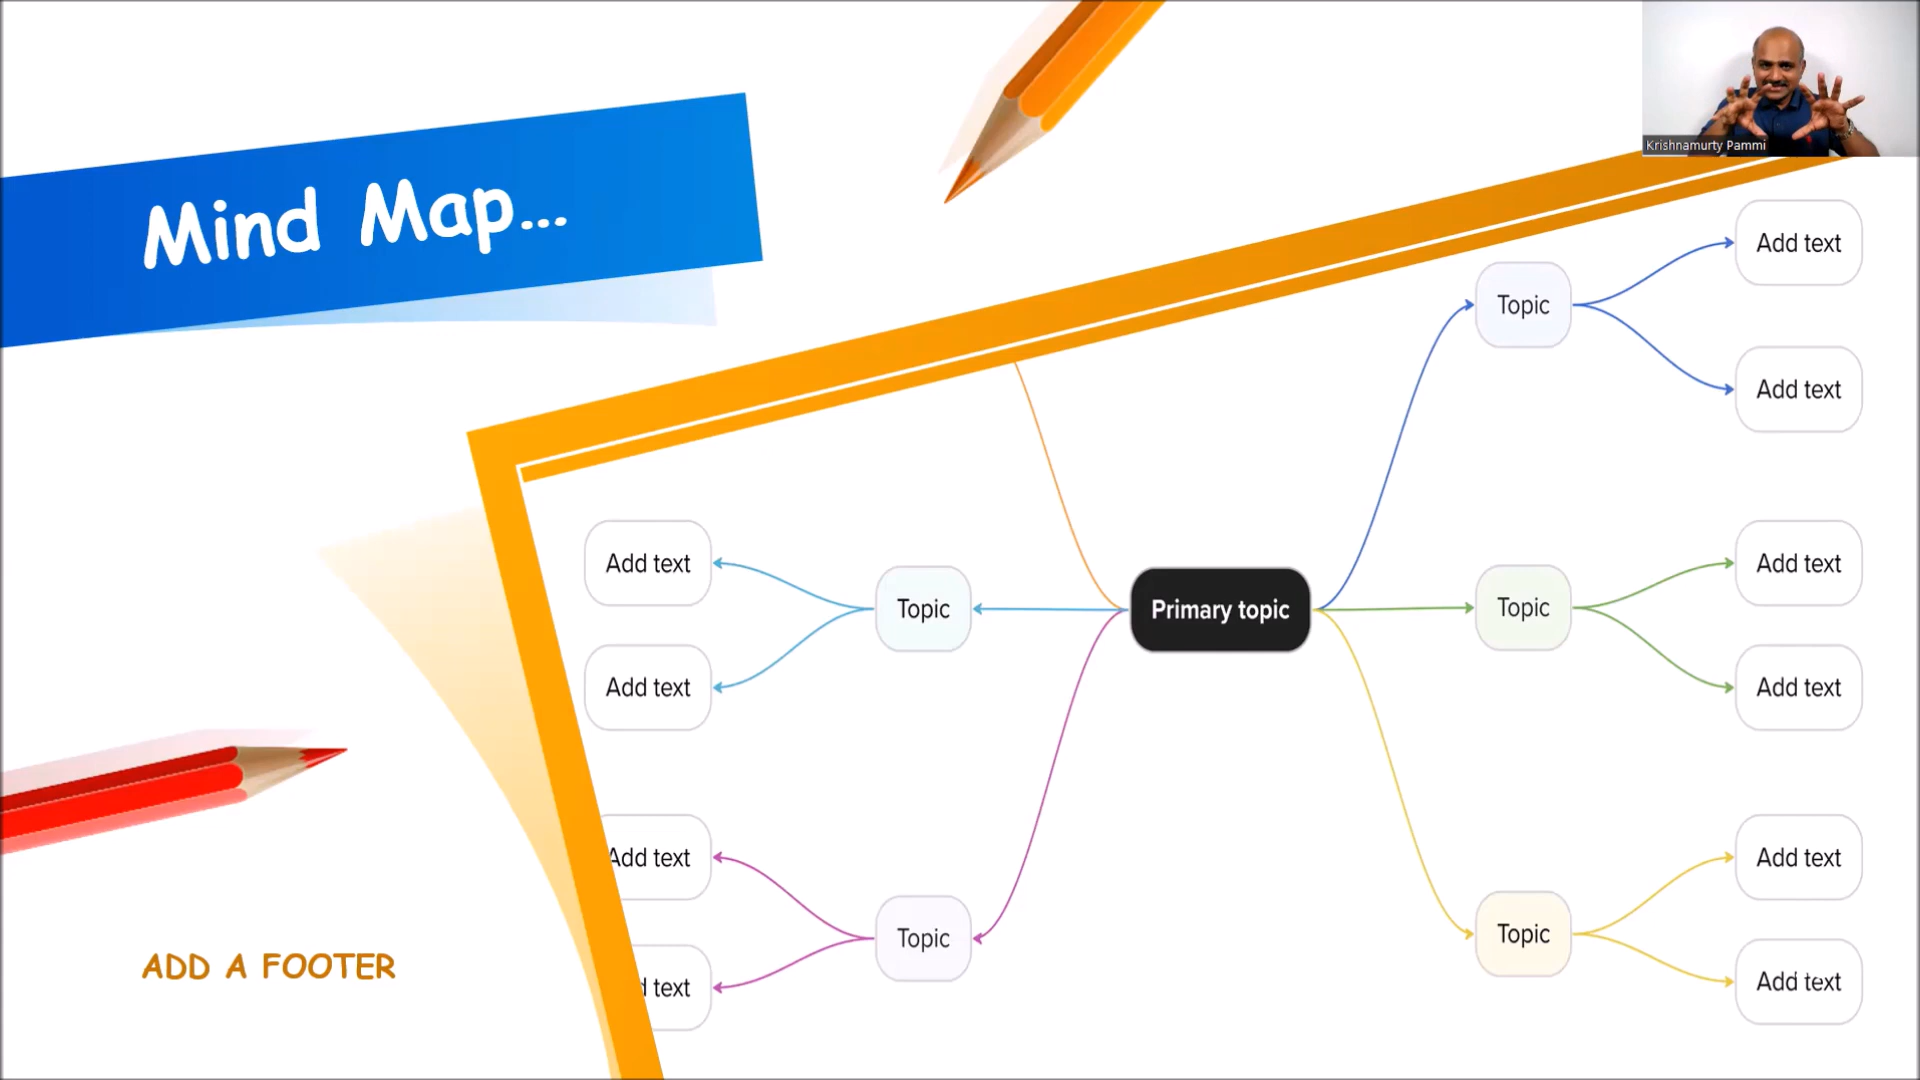 Krishnamurty Pammi
Mind Map...
Add text
Topic
Add text
Add text
Topic
Primary topic
Topic
Add text
Add text
Add text
Add text
Topic
Add text
d text
Topic
Add text
Add text
ADD A FOOTER